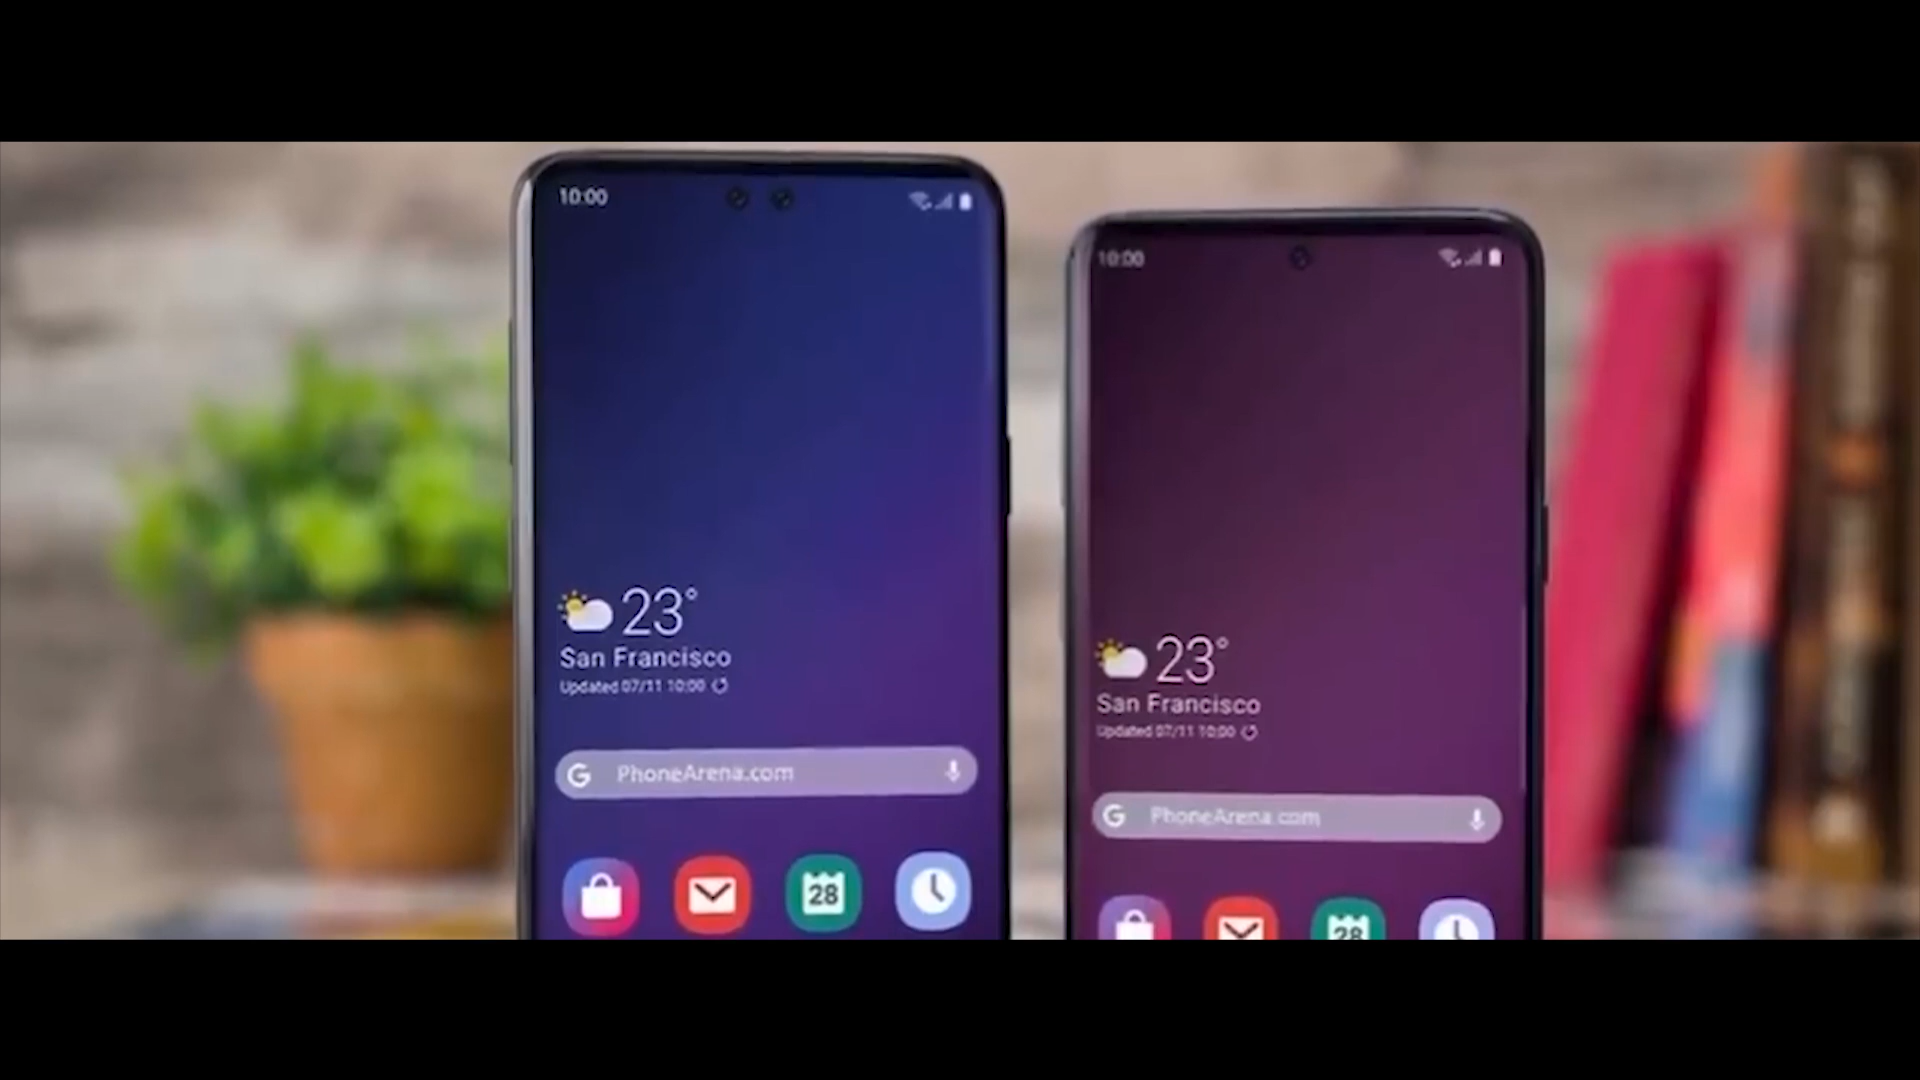 10:00
23°
San Francisco
Updated 07/11 10:00
G PhoneArena.com
28
10:00
23°
San Francisco
Updated 07/11 10:00
G PhoneArena.com
28